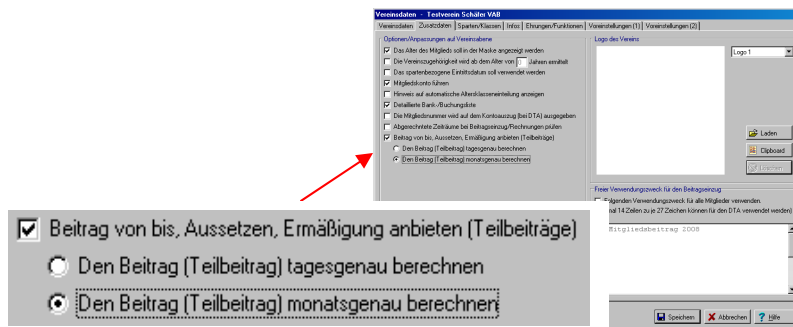 Vereinsdaten - Testverein Schäfer VAB
Vereinsdaten Zusatzdaten Sparten/Klassen Infos Ehrungen/Funktionen Voreinstellungen (1) Voreinstellungen (2)
Optionen/Anpassungen auf Vereinsebene
Das Alter des Mitglieds soll in der Maske angezeigt werden
Die Vereinszugehörigkeit wird ab dem Alter von 0 Jahren ermittelt
Das spartenbezogene Eintrittsdatum soll verwendet werden
Mitgliedskonto führen
Hinweis auf automatische Altersklasseneinteilung anzeigen
Detaillierte Bank-/Buchungsliste
Die Mitgliedsnummer wird auf dem Kontoauszug (bei DTA) ausgegeben
Abgerechnete Zeiträume bei Beitragseinzug/Rechnungen prüfen
Beitrag von bis, Aussetzen, Ermäßigung anbieten (Teilbeiträge)
Den Beitrag (Teilbeitrag) tagesgenau berechnen
Den Beitrag (Teilbeitrag) monatsgenau berechnen
Logo des Vereins
Logo 1
Laden
Clipboard
Löschen
Freier Verwendungszweck für den Beitragseinzug
Folgenden Verwendungszweck für alle Mitglieder verwenden.
mal 14 Zeilen zu je 27 Zeichen können für den DTA verwendet werden)
Mitgliedsbeitrag 2008
Speichern Abbrechen ? Hilfe
Beitrag von bis, Aussetzen, Ermäßigung anbieten (Teilbeiträge)
Den Beitrag (Teilbeitrag) tagesgenau berechnen
Den Beitrag (Teilbeitrag) monatsgenau berechnen